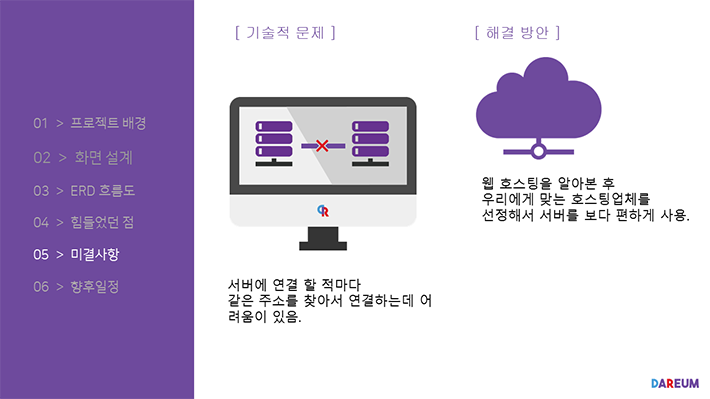 01 > 프로젝트 배경
02 > 화면 설계
03 > ERD 흐름도
04 > 힘들었던 점
05 > 미결사항
06 > 향후일정
[ 기술적 문제 ]
서버에 연결 할 적마다
같은 주소를 찾아서 연결하는데 어
려움이 있음.
[ 해결 방안 ]
웹 호스팅을 알아본 후
우리에게 맞는 호스팅업체를
선정해서 서버를 보다 편하게 사용.
DAREUM